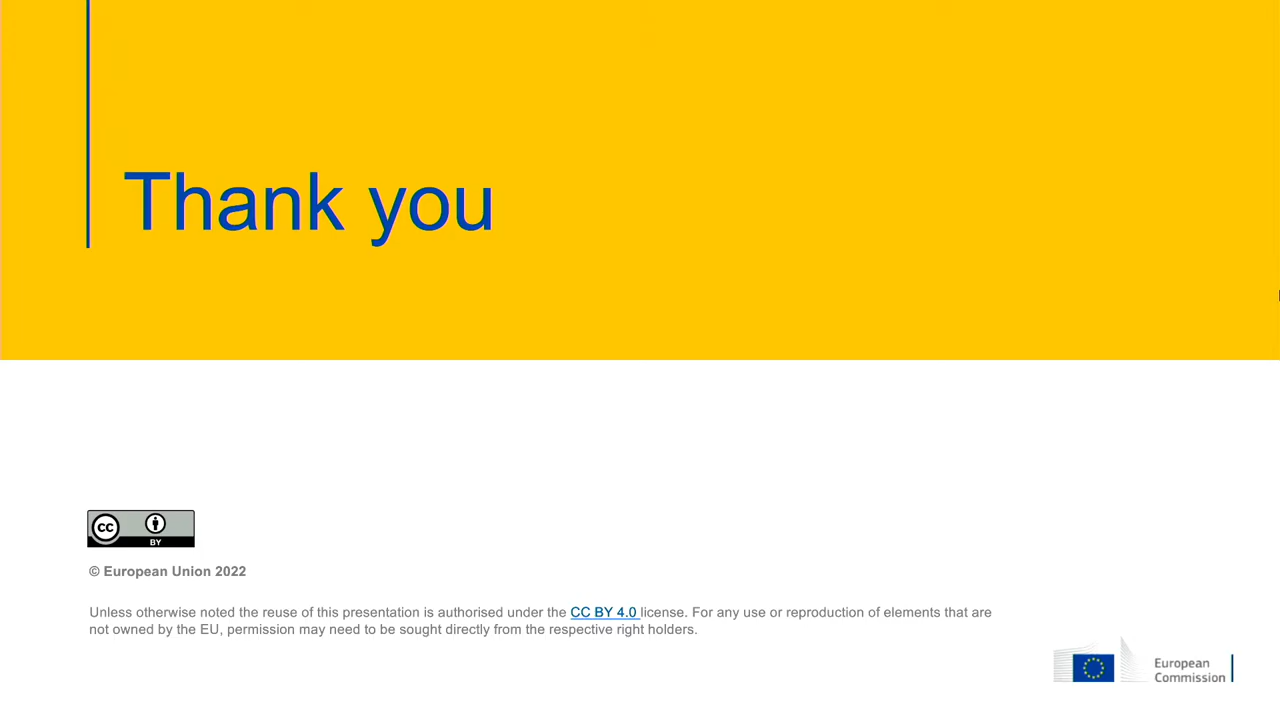 Thank you
cc
BY
© European Union 2022
Unless otherwise noted the reuse of this presentation is authorised under the CC BY 4.0 license. For any use or reproduction of elements that are
not owned by the EU, permission may need to be sought directly from the respective right holders.
European
Commission